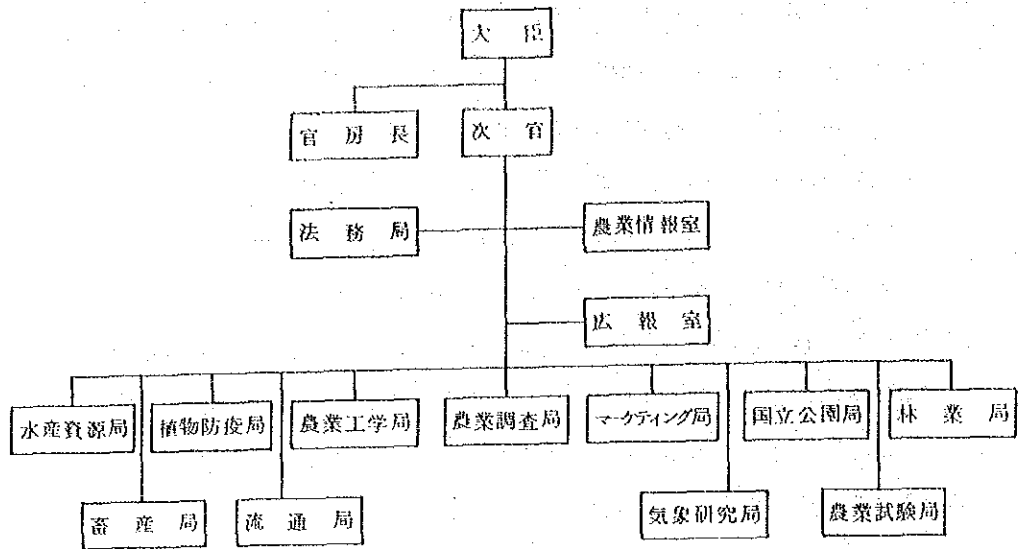 大臣
官房長
次官
法務局
農業情報室
広報室
水産資源局
植物防疫局
農業工学局
農業調査局
マーケティング局
国立公園局
林業局
畜産局
流通局
気象研究局
農業試験局